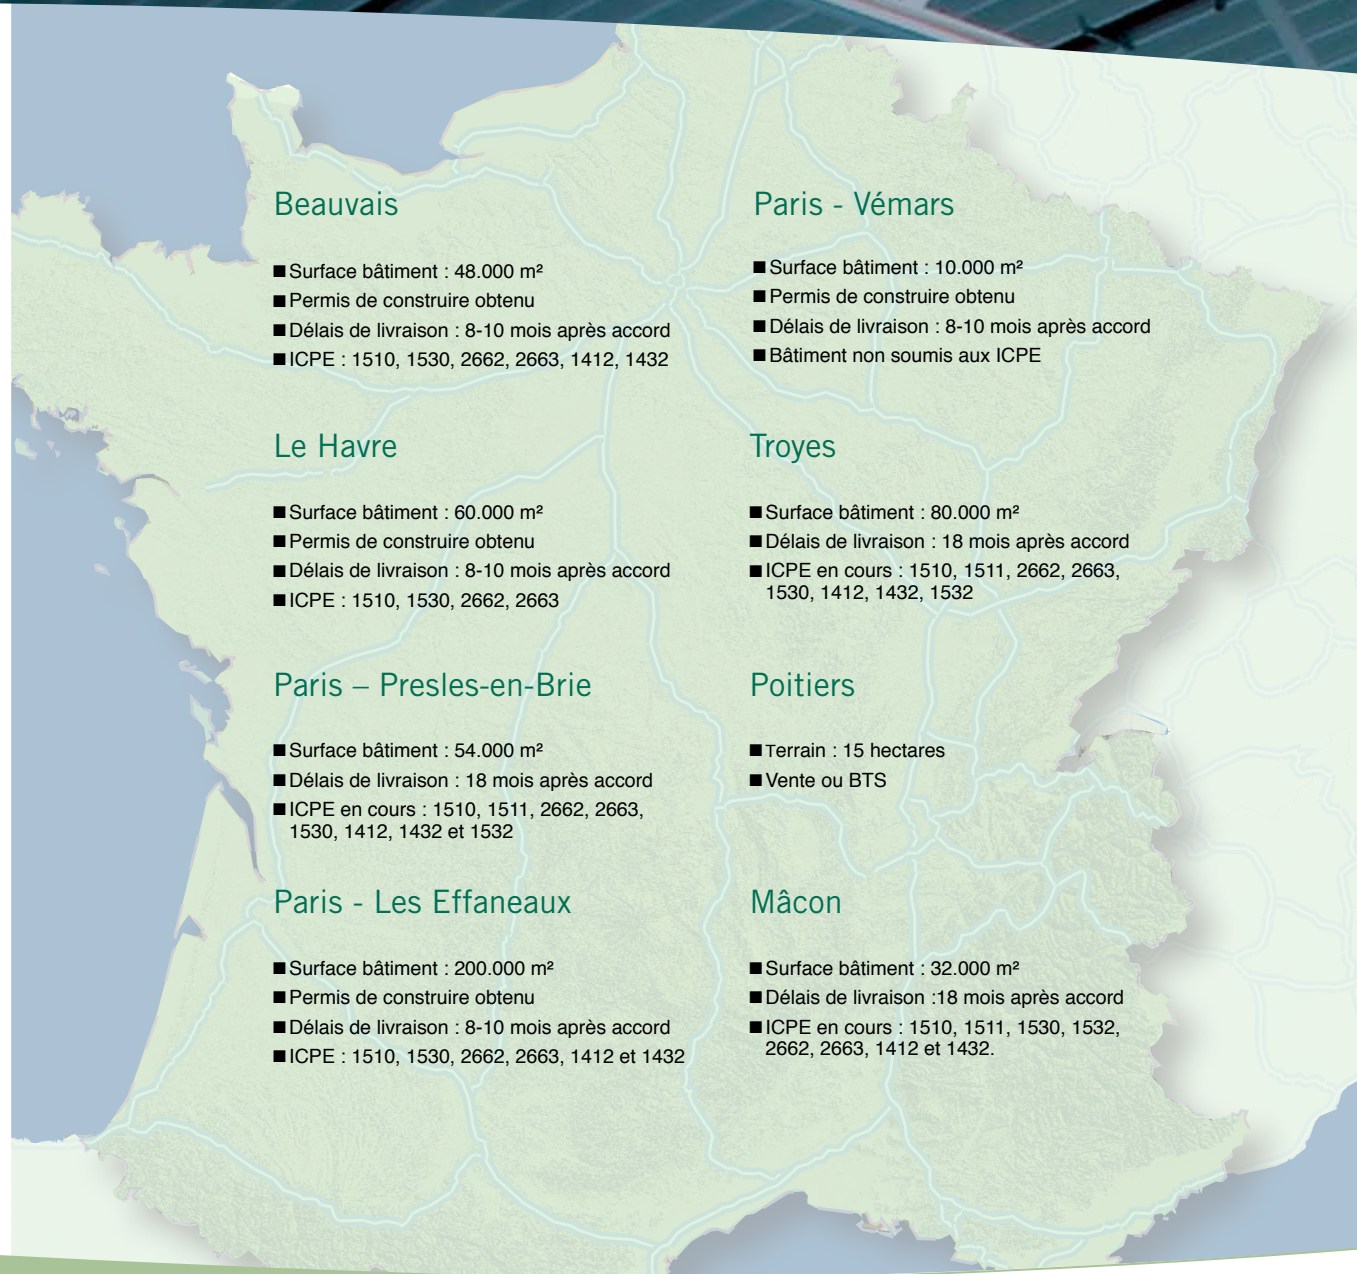 Beauvais
■ Surface bâtiment : 48.000 m²
■ Permis de construire obtenu
■ Délais de livraison : 8-10 mois après accord
■ ICPE : 1510, 1530, 2662, 2663, 1412, 1432
Le Havre
■ Surface bâtiment : 60.000 m²
■ Permis de construire obtenu
■ Délais de livraison : 8-10 mois après accord
■ ICPE : 1510, 1530, 2662, 2663
Paris – Presles-en-Brie
■ Surface bâtiment : 54.000 m²
■ Délais de livraison : 18 mois après accord
■ ICPE en cours : 1510, 1511, 2662, 2663,
1530, 1412, 1432 et 1532
Paris - Les Effaneaux
■ Surface bâtiment : 200.000 m²
■ Permis de construire obtenu
■ Délais de livraison : 8-10 mois après accord
■ ICPE : 1510, 1530, 2662, 2663, 1412 et 1432
Paris - Vémars
■ Surface bâtiment : 10.000 m²
■ Permis de construire obtenu
■ Délais de livraison : 8-10 mois après accord
■ Bâtiment non soumis aux ICPE
Troyes
■ Surface bâtiment : 80.000 m²
■ Délais de livraison : 18 mois après accord
■ ICPE en cours : 1510, 1511, 2662, 2663,
1530, 1412, 1432, 1532
Poitiers
■ Terrain : 15 hectares
■ Vente ou BTS
Mâcon
■ Surface bâtiment : 32.000 m²
■ Délais de livraison :18 mois après accord
■ ICPE en cours : 1510, 1511, 1530, 1532,
2662, 2663, 1412 et 1432.